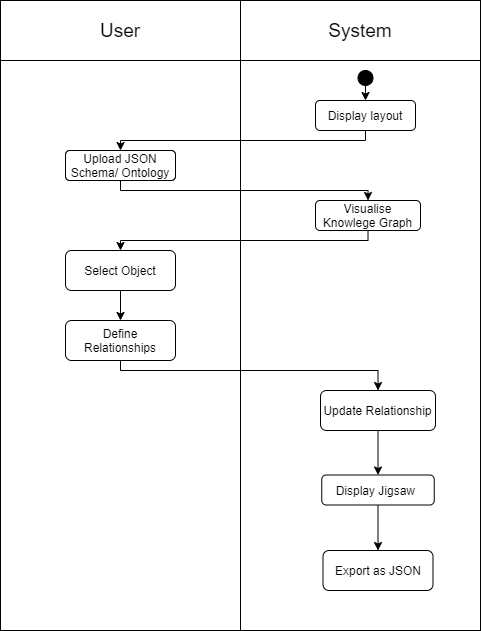 User
System
Display layout
Upload JSON
Schema/ Ontology
Visualise
Knowlege Graph
Select Object
Define
Relationships
Update Relationship
Display Jigsaw
Export as JSON